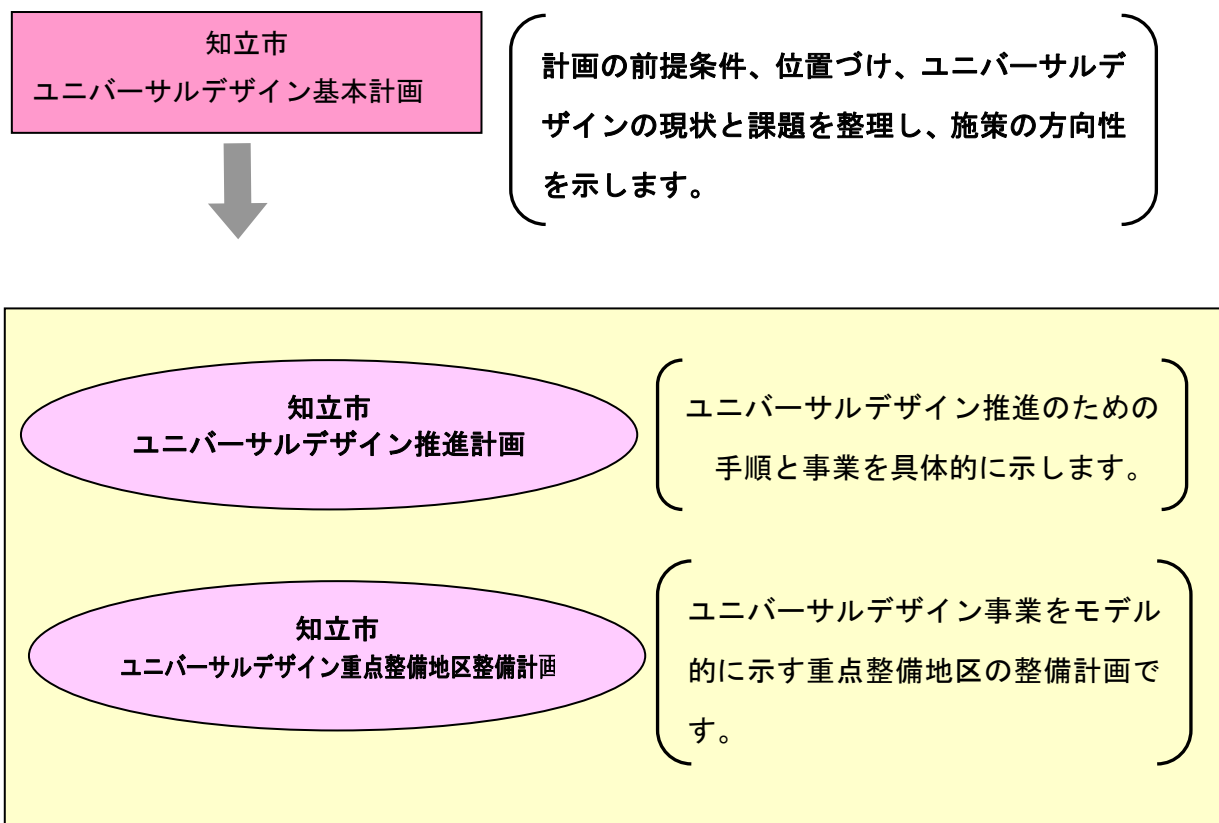 知立市
ユニバーサルデザイン基本計画
計画の前提条件、位置づけ、ユニバーサルデ
ザインの現状と課題を整理し、施策の方向性
を示します。
知立市
ユニバーサルデザイン推進計画
ユニバーサルデザイン推進のための
手順と事業を具体的に示します。
知立市
ユニバーサルデザイン重点整備地区整備計画
ユニバーサルデザイン事業をモデル
的に示す重点整備地区の整備計画で
す。